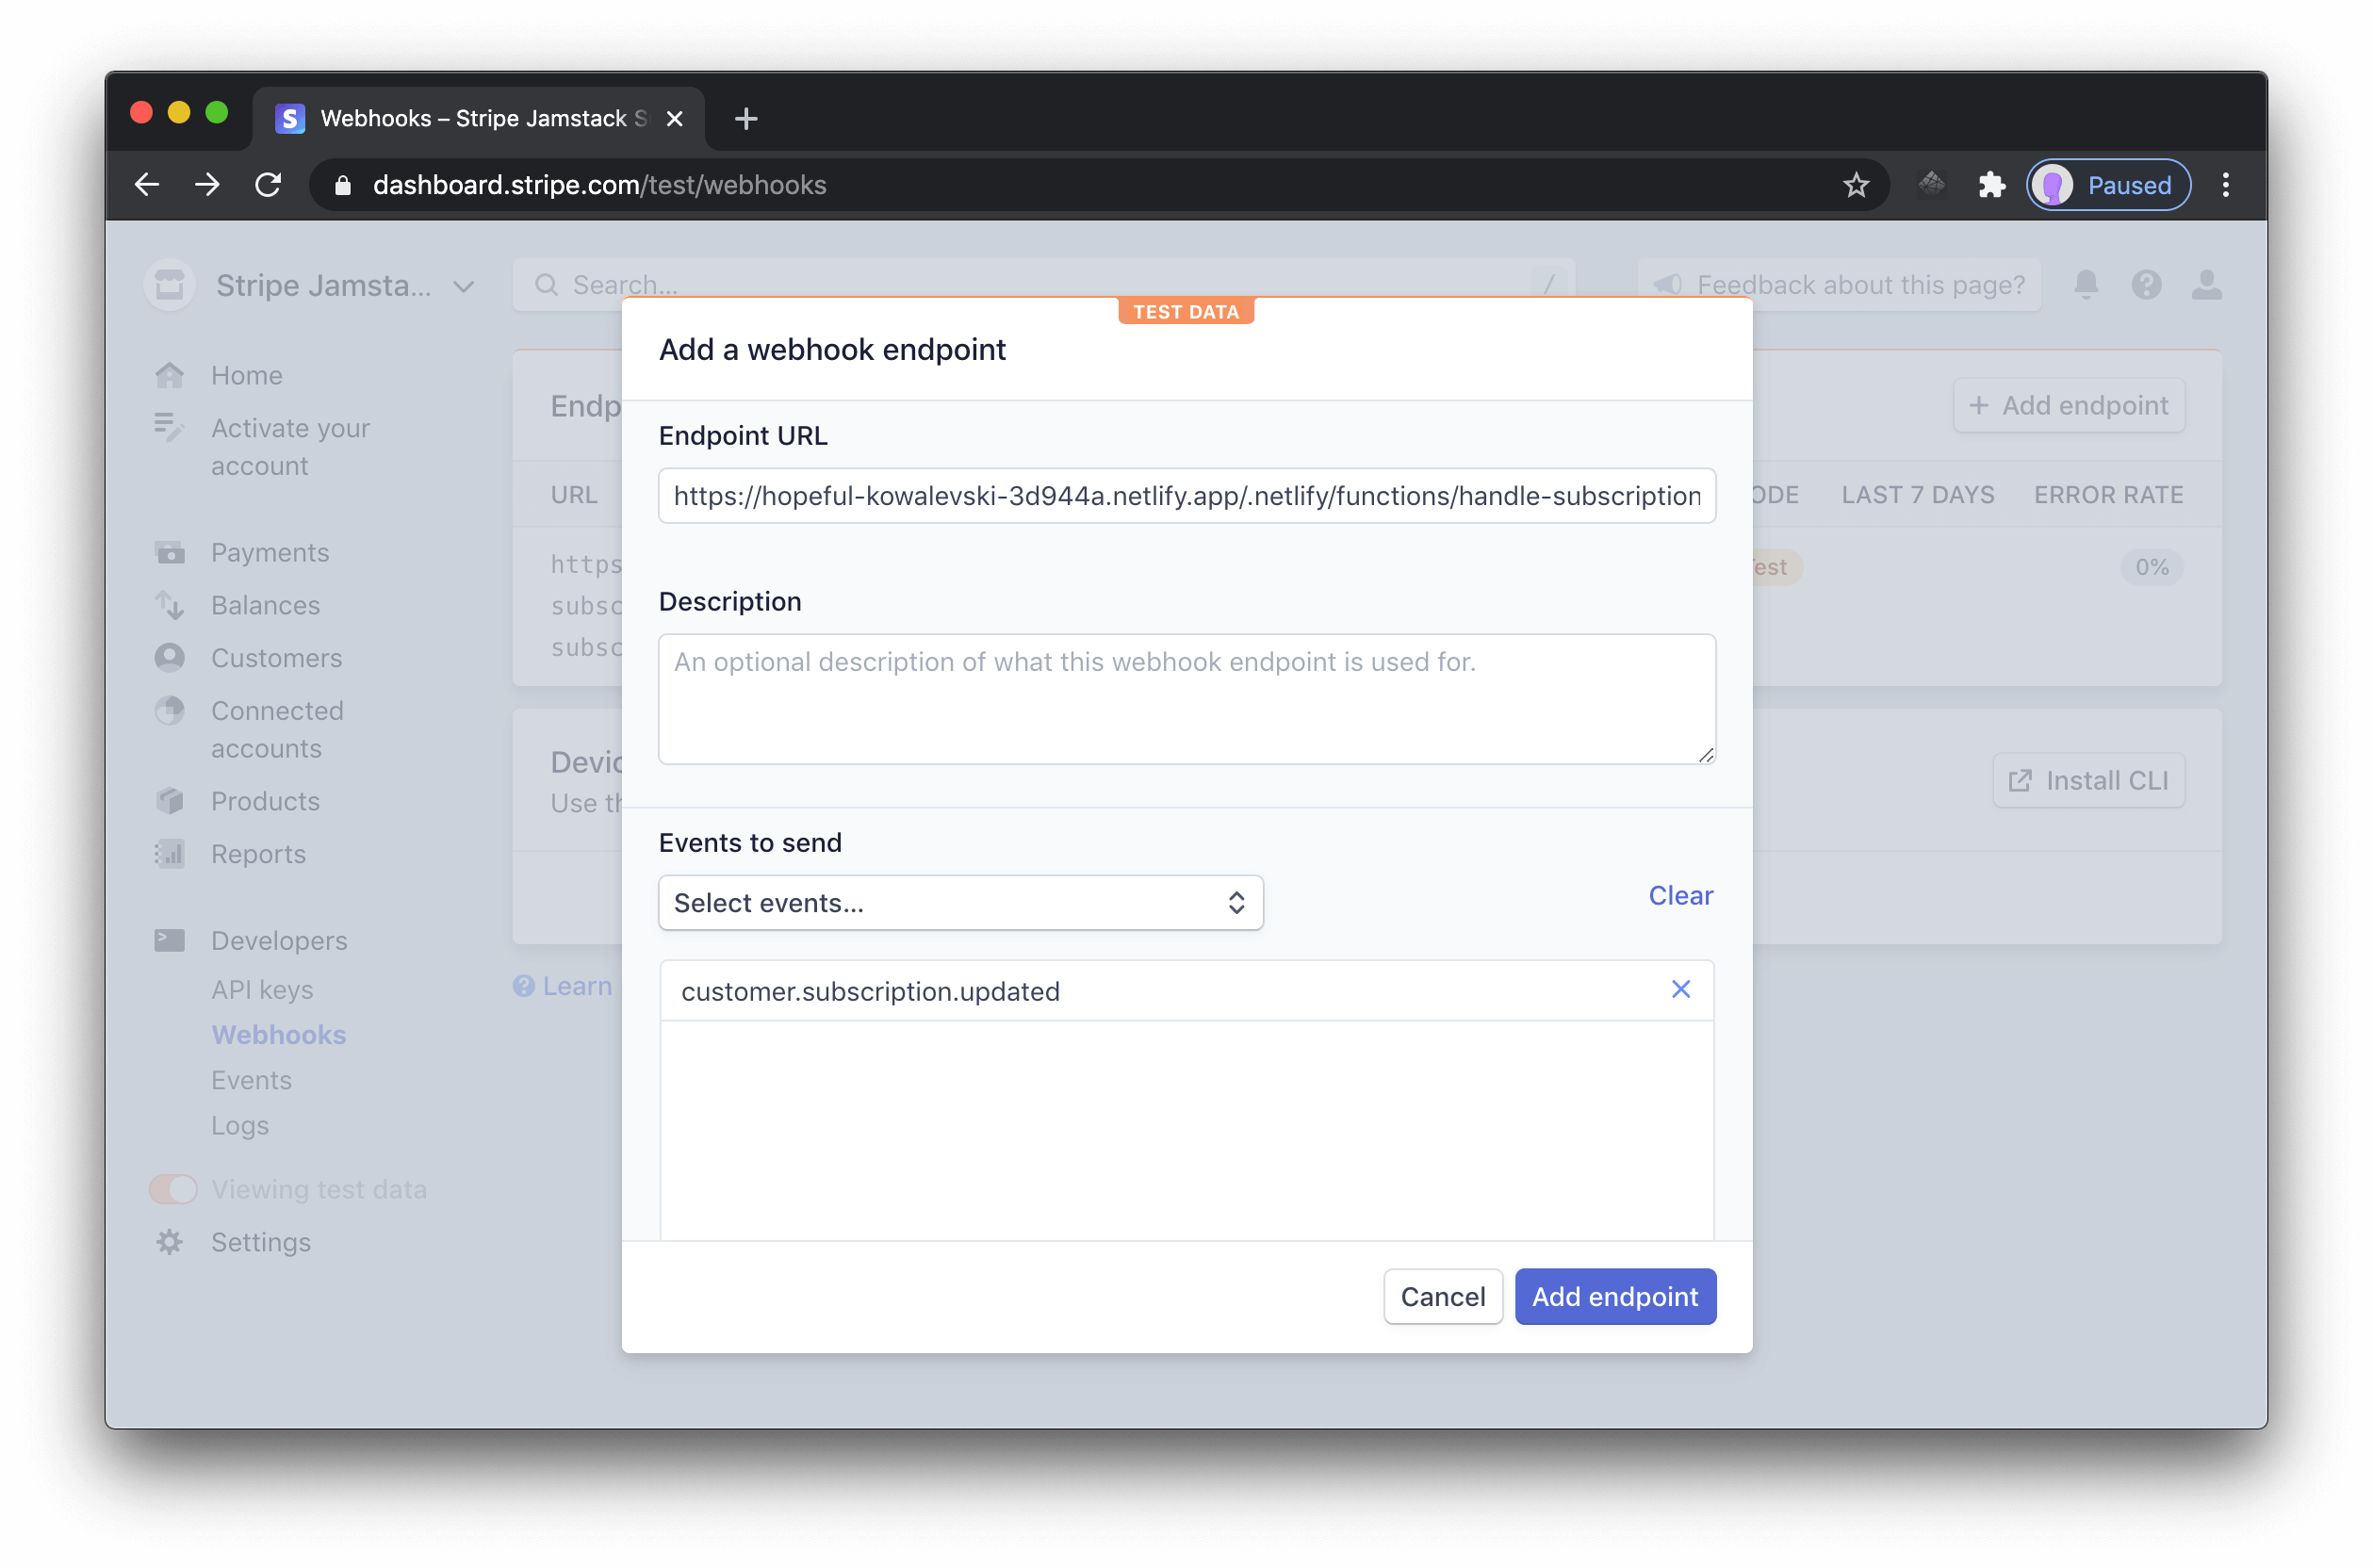 Webhooks – Stripe Jamstack S
dashboard.stripe.com/test/webhooks
Paused
Stripe Jamsta...
Search...
/
Feedback about this page?
Home
Activate your
account
Payments
Balances
Customers
Connected
accounts
Products
Reports
Developers
API keys
Webhooks
Events
Logs
Viewing test data
Settings
Endp
+ Add endpoint
URL
ODE
LAST 7 DAYS
ERROR RATE
https
subsc
subsc
est
0%
Devic
Use th
Install CLI
Learn
TEST DATA
Add a webhook endpoint
Endpoint URL
https://hopeful-kowalevski-3d944a.netlify.app/.netlify/functions/handle-subscription
Description
An optional description of what this webhook endpoint is used for.
Events to send
Select events...
Clear
customer.subscription.updated
Cancel
Add endpoint